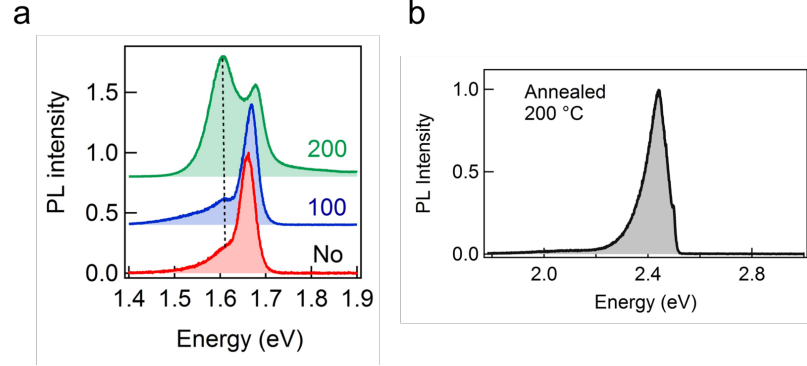 a
PL intensity
1.5
1.0
0.5
0.0
200
100
No
1.4 1.5 1.6 1.7 1.8 1.9
Energy (eV)
b
PL Intensity
1.0
0.5
0.0
Annealed
200 °C
2.0 2.4 2.8
Energy (eV)